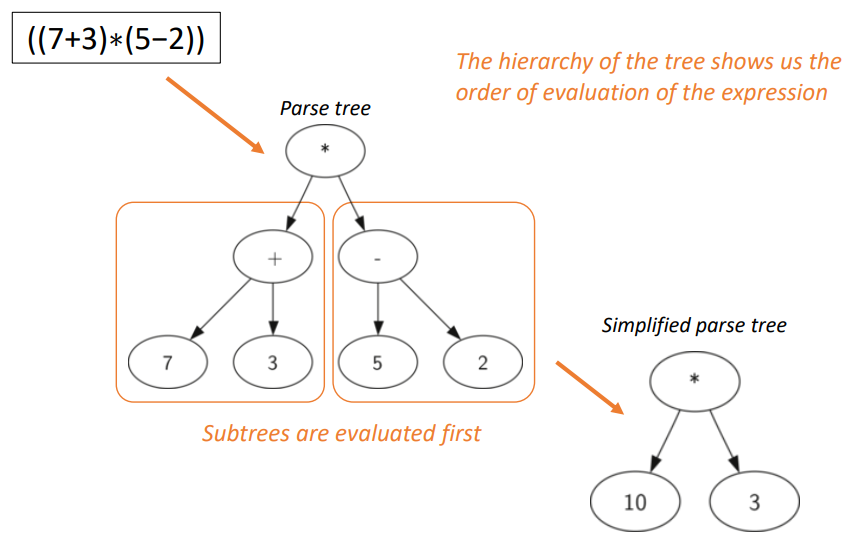 ((7+3)*(5−2))
The hierarchy of the tree shows us the
order of evaluation of the expression
Parse tree
*
+
-
7
3
5
2
Simplified parse tree
*
Subtrees are evaluated first
10
3